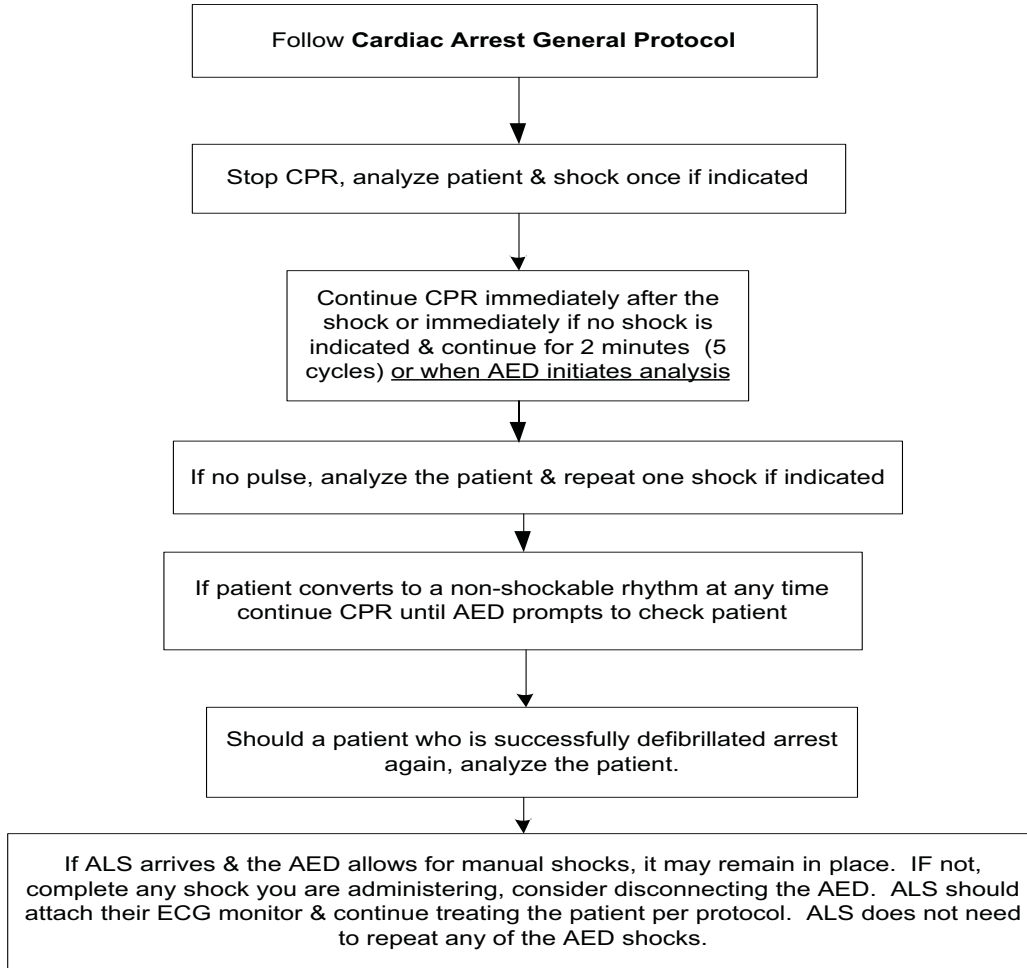 Follow Cardiac Arrest General Protocol
Stop CPR, analyze patient & shock once if indicated
Continue CPR immediately after the
shock or immediately if no shock is
indicated & continue for 2 minutes  (5
cycles) or when AED initiates analysis
If no pulse, analyze the patient & repeat one shock if indicated
If patient converts to a non-shockable rhythm at any time
continue CPR until AED prompts to check patient
Should a patient who is successfully defibrillated arrest
again, analyze the patient.
If ALS arrives & the AED allows for manual shocks, it may remain in place.  IF not,
complete any shock you are administering, consider disconnecting the AED.  ALS should
attach their ECG monitor & continue treating the patient per protocol.  ALS does not need
to repeat any of the AED shocks.